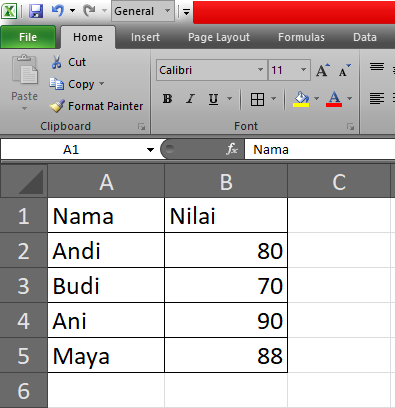 General
File Home Insert Page Layout Formulas Data
Paste Cut
Copy
Format Painter
Clipboard
Calibri 11 A A
B I U A
Font
A1 fx Nama
A B C
1 Nama Nilai
2 Andi 80
3 Budi 70
4 Ani 90
5 Maya 88
6